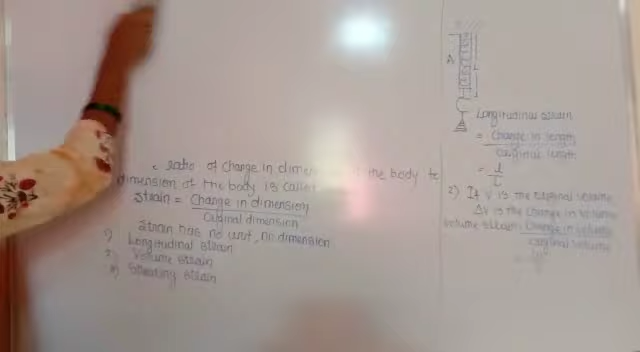 ratio of change in the body to
dimension of the body is
Strain = Change in dimension
Original dimension
Strain has no unit, no dimension
1) Longitudinal strain
2) Volume strain
3) Shearing strain
A
L
Longitudinal strain
= Change in length
Original length
= l
L
2) If V is the original volume
ΔV is the change in volume
Volume strain = Change in volume
original volume